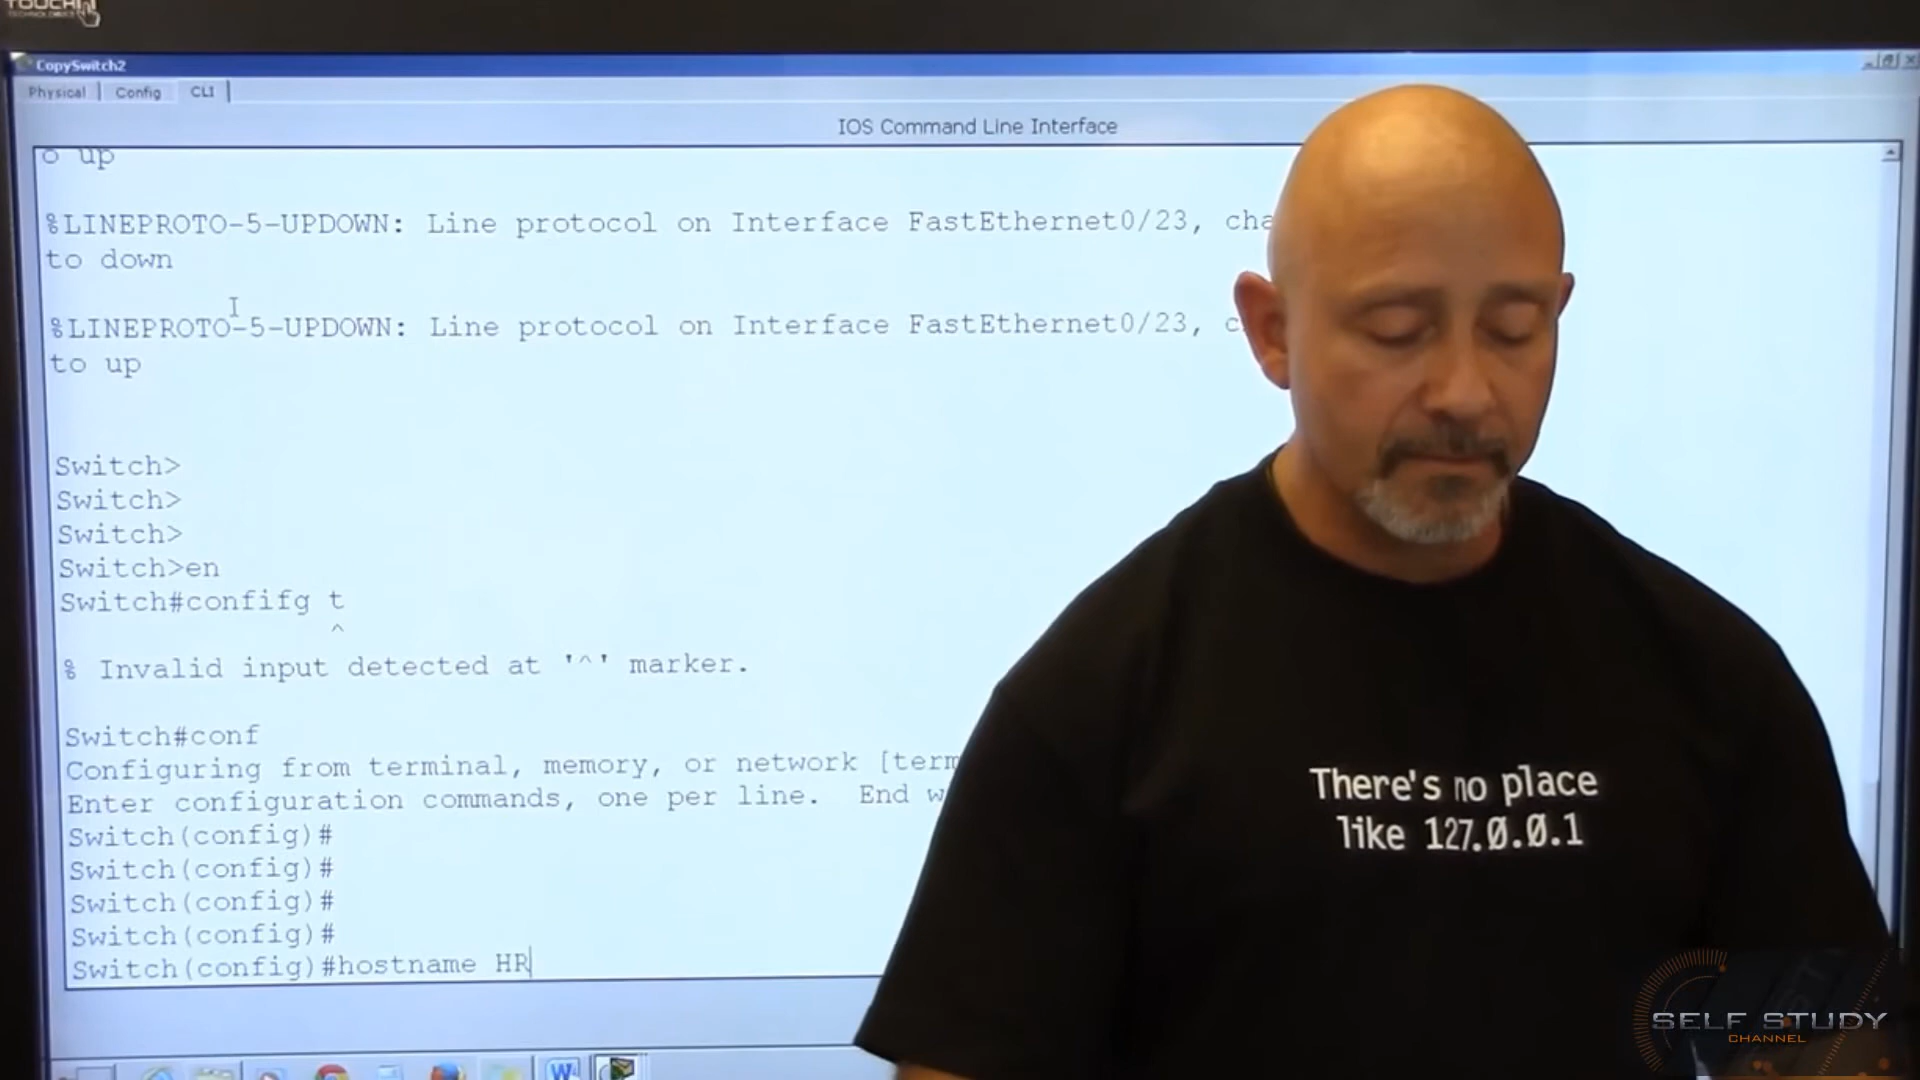 TOUCHIT
TECHNOLOGIES
CopySwitch2
Physical Config CLI
IOS Command Line Interface
o up
%LINEPROTO-5-UPDOWN: Line protocol on Interface FastEthernet0/23, cha
to down
%LINEPROTO-5-UPDOWN: Line protocol on Interface FastEthernet0/23, c
to up
Switch>
Switch>
Switch>
Switch>en
Switch#confifg t
^
% Invalid input detected at '^' marker.
Switch#conf
Configuring from terminal, memory, or network [term
Enter configuration commands, one per line. End w
Switch(config)#
Switch(config)#
Switch(config)#
Switch(config)#
Switch(config)#hostname HR
There's no place
like 127.0.0.1
SELF STUDY
CHANNEL